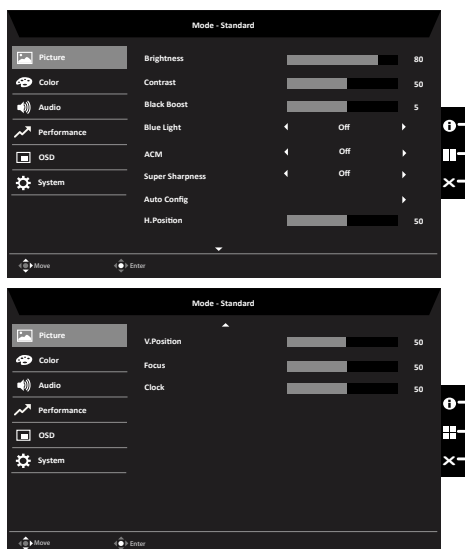 Mode - Standard
Picture
Brightness 80
Color
Contrast 50
Audio
Black Boost 5
Performance
Blue Light Off
OSD
ACM Off
System
Super Sharpness Off
Auto Config
H.Position 50
Move Enter
Mode - Standard
Picture
V.Position 50
Color
Focus 50
Audio
Clock 50
Performance
OSD
System
Move Enter